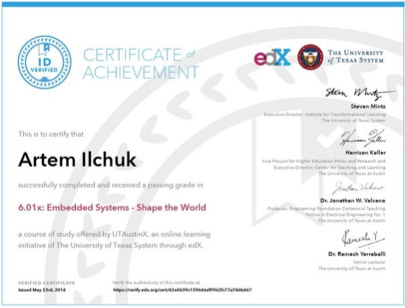 ID
VERIFIED
CERTIFICATE of
ACHIEVEMENT
edX
THE UNIVERSITY
of TEXAS SYSTEM
Steven Mintz
Executive Director, Institute for Transformational Learning
The University of Texas System
This is to certify that
Artem Ilchuk
successfully completed and received a passing grade in
6.01x: Embedded Systems - Shape the World
a course of study offered by UTAustinX, an online learning
initiative of The University of Texas System through edX.
Harrison Keller
Vice Provost for Higher Education Policy and Research and
Executive Director, Center for Teaching and Learning
The University of Texas at Austin
Dr. Jonathan W. Valvano
Professor, Engineering Foundation Centennial Teaching
Fellow in Electrical Engineering No. 1
The University of Texas at Austin
Dr. Ramesh Yerraballi
Senior Lecturer
The University of Texas at Austin
VERIFIED CERTIFICATE
Issued May 23rd, 2014
Verify the authenticity of this certificate at